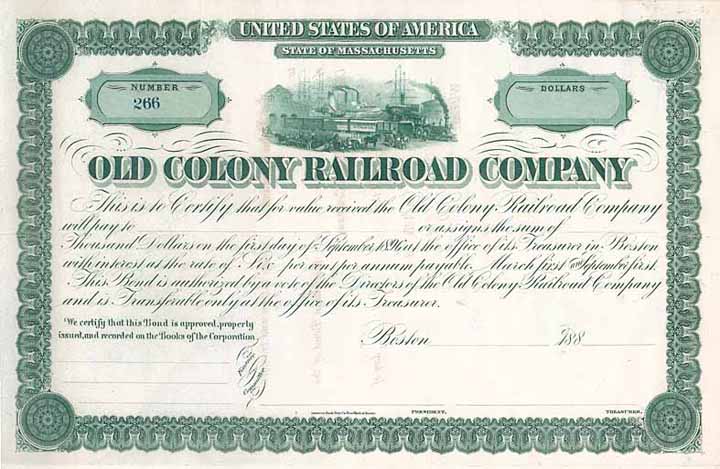 UNITED STATES OF AMERICA
STATE OF MASSACHUSETTS
NUMBER
266
DOLLARS
OLD COLONY RAILROAD COMPANY
This is to Certify that for value received the Old Colony Railroad Company
will pay to or assigns the sum of
Thousand Dollars on the first day of September 1896 at the office of its Treasurer in Boston
with interest at the rate of Six per cent per annum payable March first and September first.
This Bond is authorized by a vote of the Directors of the Old Colony Railroad Company
and is Transferable only at the office of its Treasurer.
We certify that this Bond is approved, properly
issued, and recorded on the Books of the Corporation.
Boston 188
Finance Committee
PRESIDENT. TREASURER.